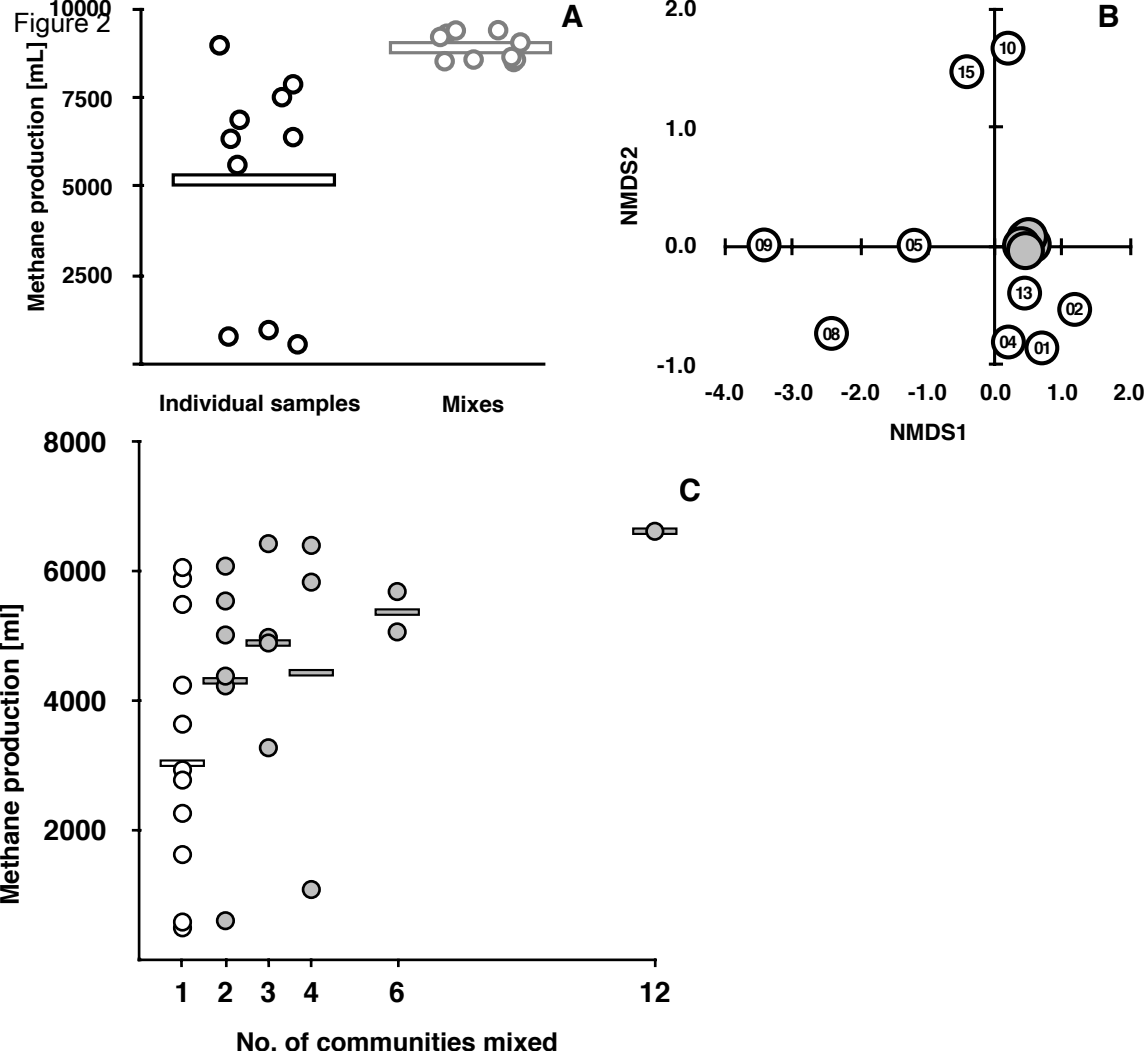 Figure 2
A
10000
7500
5000
2500
Methane production [mL]
Individual samples
Mixes
B
2.0
1.0
0.0
-1.0
NMDS2
10
15
09
05
13
02
08
04
01
-4.0 -3.0 -2.0 -1.0 0.0 1.0 2.0
NMDS1
C
8000
6000
4000
2000
Methane production [ml]
1 2 3 4 6 12
No. of communities mixed